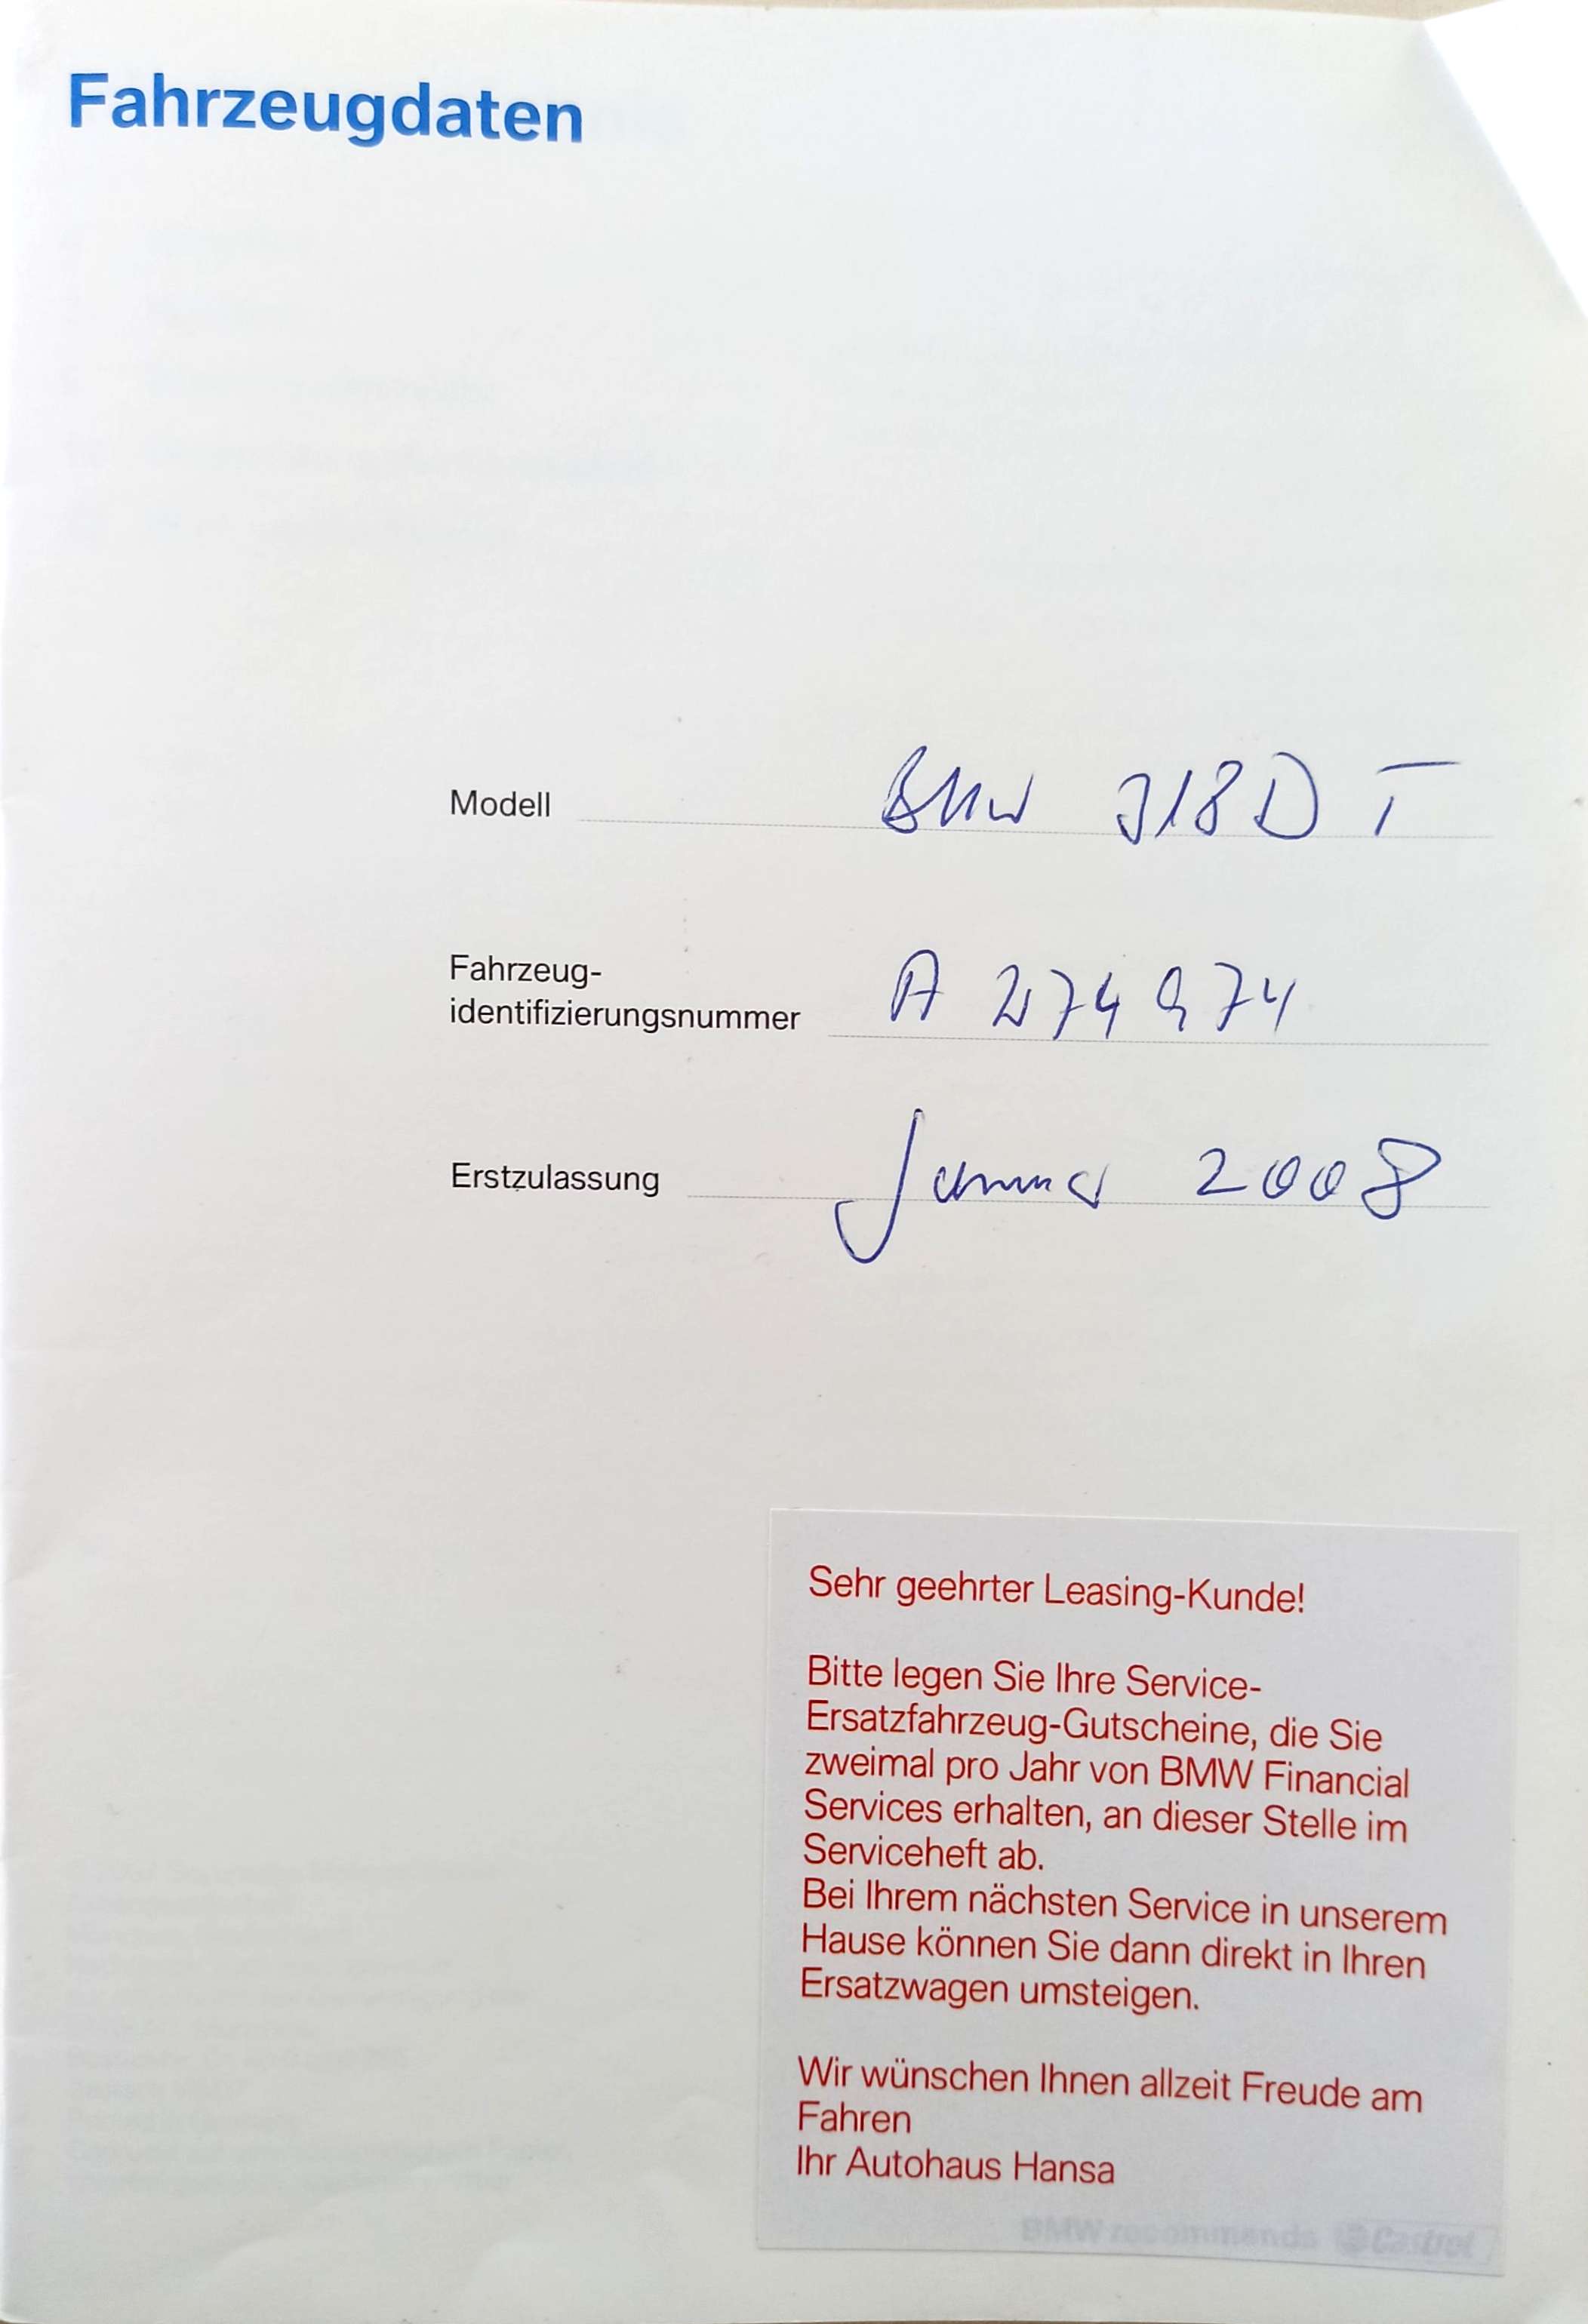 Fahrzeugdaten
Modell BMW 318D T
Fahrzeug-
identifizierungsnummer A 274974
Erstzulassung Januar 2008
Sehr geehrter Leasing-Kunde!
Bitte legen Sie Ihre Service-
Ersatzfahrzeug-Gutscheine, die Sie
zweimal pro Jahr von BMW Financial
Services erhalten, an dieser Stelle im
Serviceheft ab.
Bei Ihrem nächsten Service in unserem
Hause können Sie dann direkt in Ihren
Ersatzwagen umsteigen.
Wir wünschen Ihnen allzeit Freude am
Fahren
Ihr Autohaus Hansa
BMW recommends Castrol